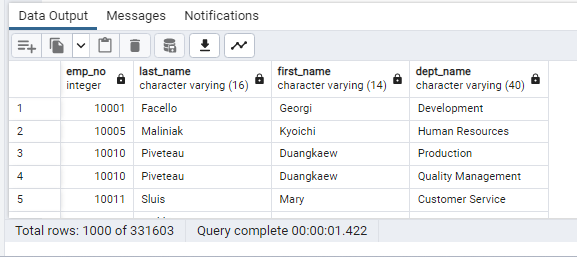 Data Output Messages Notifications
emp_no last_name first_name dept_name
integer character varying (16) character varying (14) character varying (40)
1 10001 Facello Georgi Development
2 10005 Maliniak Kyoichi Human Resources
3 10010 Piveteau Duangkaew Production
4 10010 Piveteau Duangkaew Quality Management
5 10011 Sluis Mary Customer Service
Total rows: 1000 of 331603 Query complete 00:00:01.422